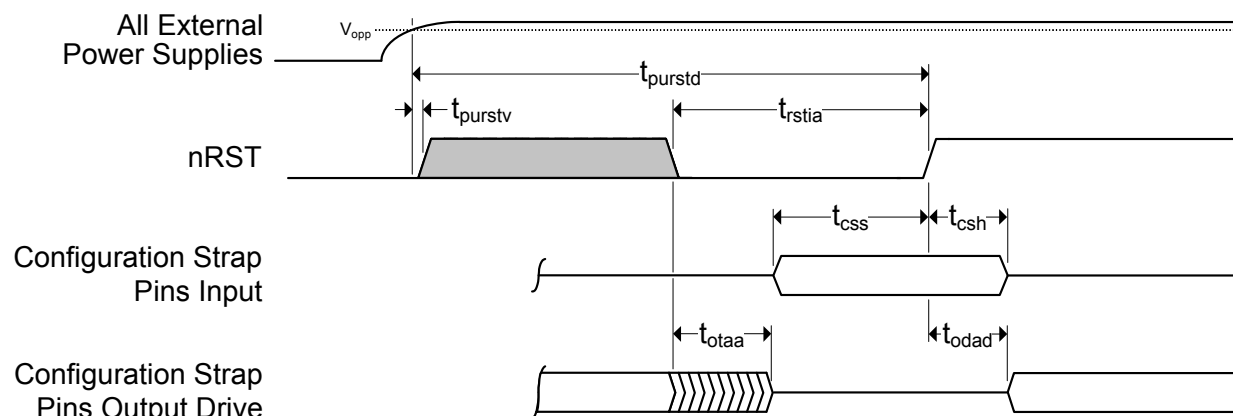 All External
Power Supplies
Vopp
tpurstd
tpurstv
trstia
nRST
tcss
tcsh
Configuration Strap
Pins Input
totaa
todad
Configuration Strap
Pins Output Drive